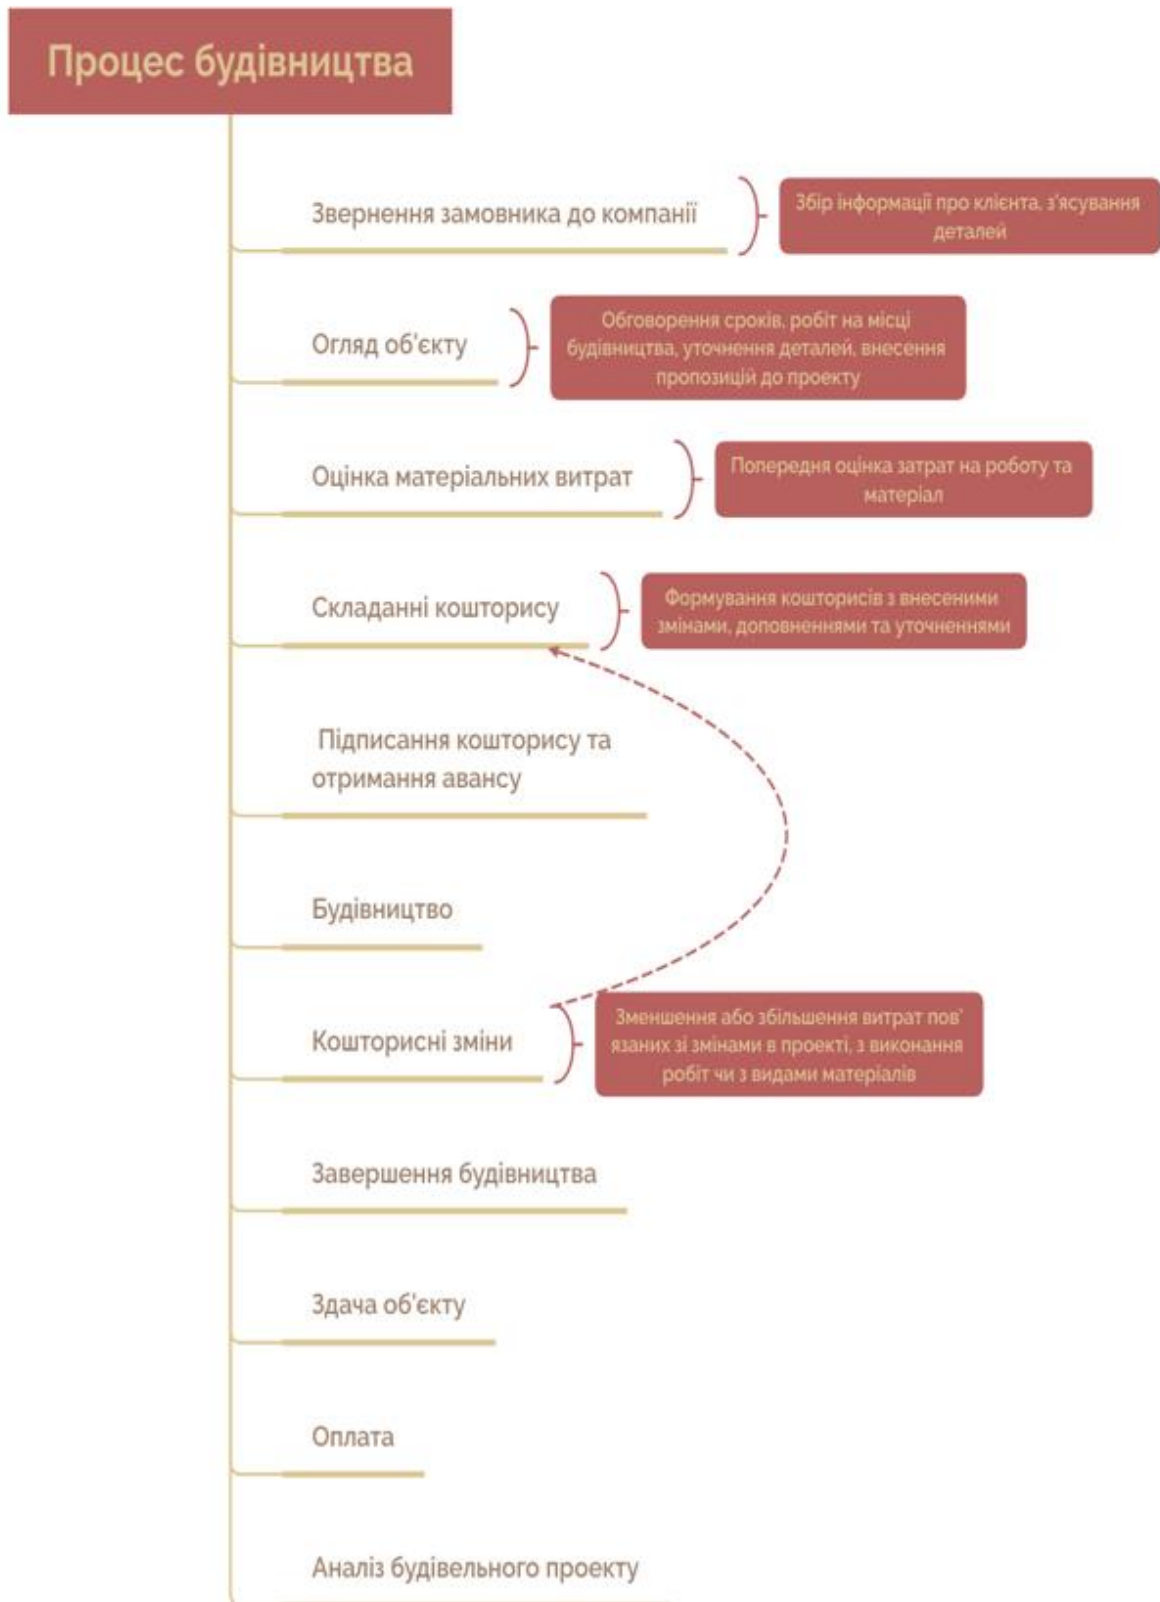 Процес будівництва
Звернення замовника до компанії
Збір інформації про клієнта, з'ясування
деталей
Огляд об'єкту
Обговорення сроків, робіт на місці
будівництва, уточнення деталей, внесення
пропозицій до проекту
Оцінка матеріальних витрат
Попередня оцінка затрат на роботу та
матеріал
Складанні кошторису
Формування кошторисів з внесеними
змінами, доповненнями та уточненнями
Підписання кошторису та
отримання авансу
Будівництво
Кошторисні зміни
Зменшення або збільшення витрат пов'
язаних зі змінами в проекті, з виконання
робіт чи з видами матеріалів
Завершення будівництва
Здача об'єкту
Оплата
Аналіз будівельного проекту